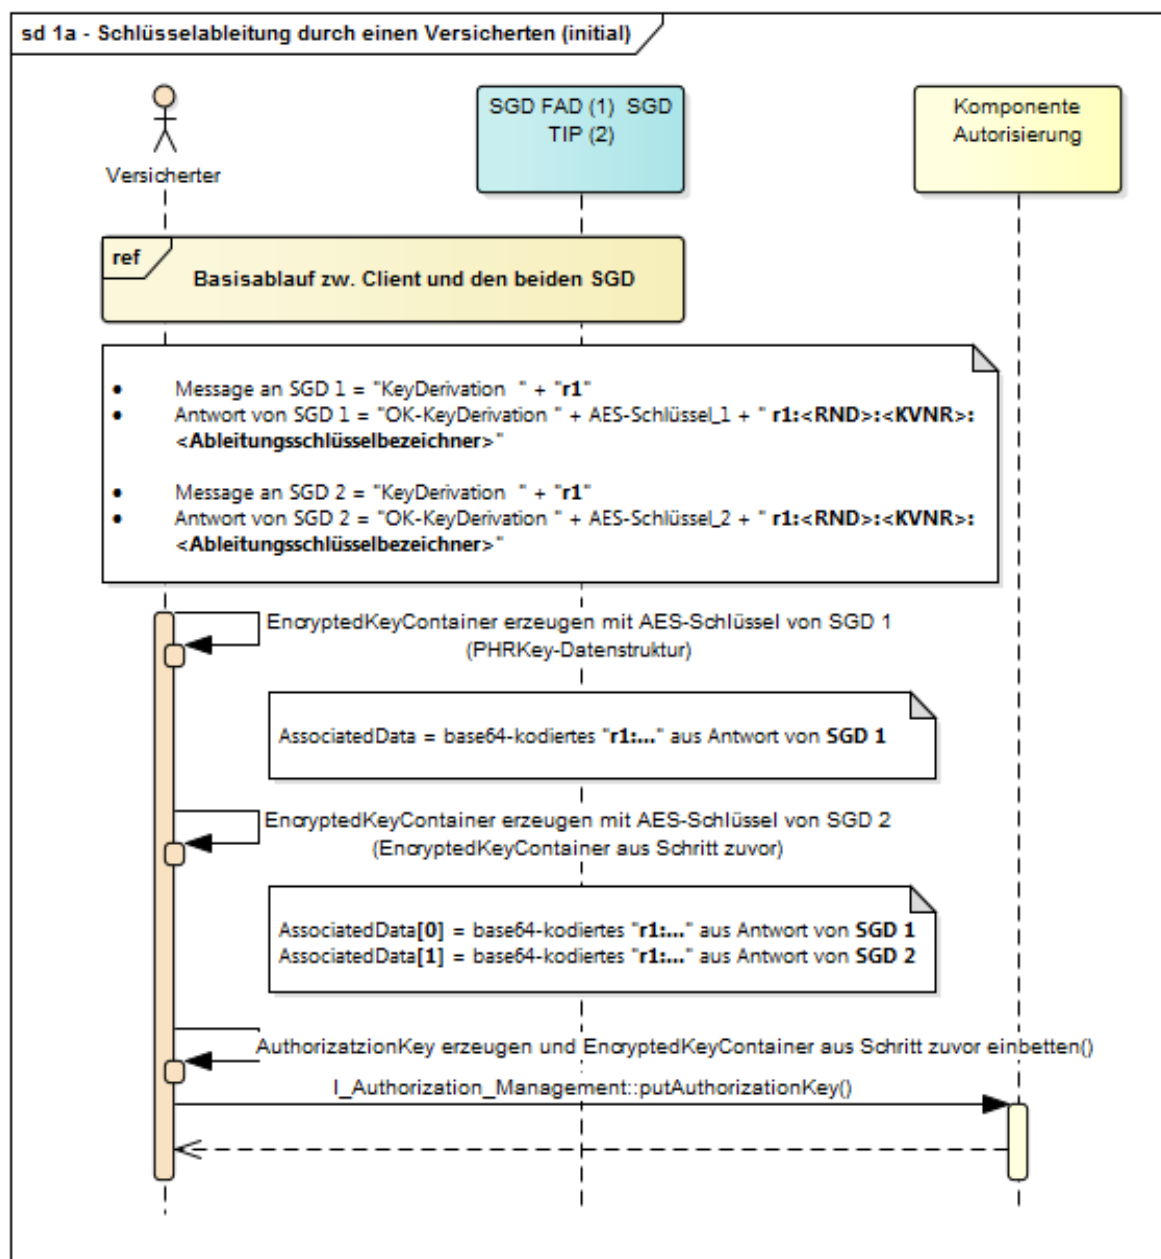 sd 1a - Schlüsselableitung durch einen Versicherten (initial)
SGD FAD (1) SGD
TIP (2)
Komponente
Autorisierung
Versicherter
ref
Basisablauf zw. Client und den beiden SGD
• Message an SGD 1 = "KeyDerivation " + "r1"
• Antwort von SGD 1 = "OK-KeyDerivation " + AES-Schlüssel_1 + " r1:<RND>:<KVNR>:
<Ableitungsschlüsselbezeichner>"
• Message an SGD 2 = "KeyDerivation " + "r1"
• Antwort von SGD 2 = "OK-KeyDerivation " + AES-Schlüssel_2 + " r1:<RND>:<KVNR>:
<Ableitungsschlüsselbezeichner>"
EncryptedKeyContainer erzeugen mit AES-Schlüssel von SGD 1
(PHRKey-Datenstruktur)
AssociatedData = base64-kodiertes "r1:..." aus Antwort von SGD 1
EncryptedKeyContainer erzeugen mit AES-Schlüssel von SGD 2
(EncryptedKeyContainer aus Schritt zuvor)
AssociatedData[0] = base64-kodiertes "r1:..." aus Antwort von SGD 1
AssociatedData[1] = base64-kodiertes "r1:..." aus Antwort von SGD 2
AuthorizatzionKey erzeugen und EncryptedKeyContainer aus Schritt zuvor einbetten()
I_Authorization_Management::putAuthorizationKey()